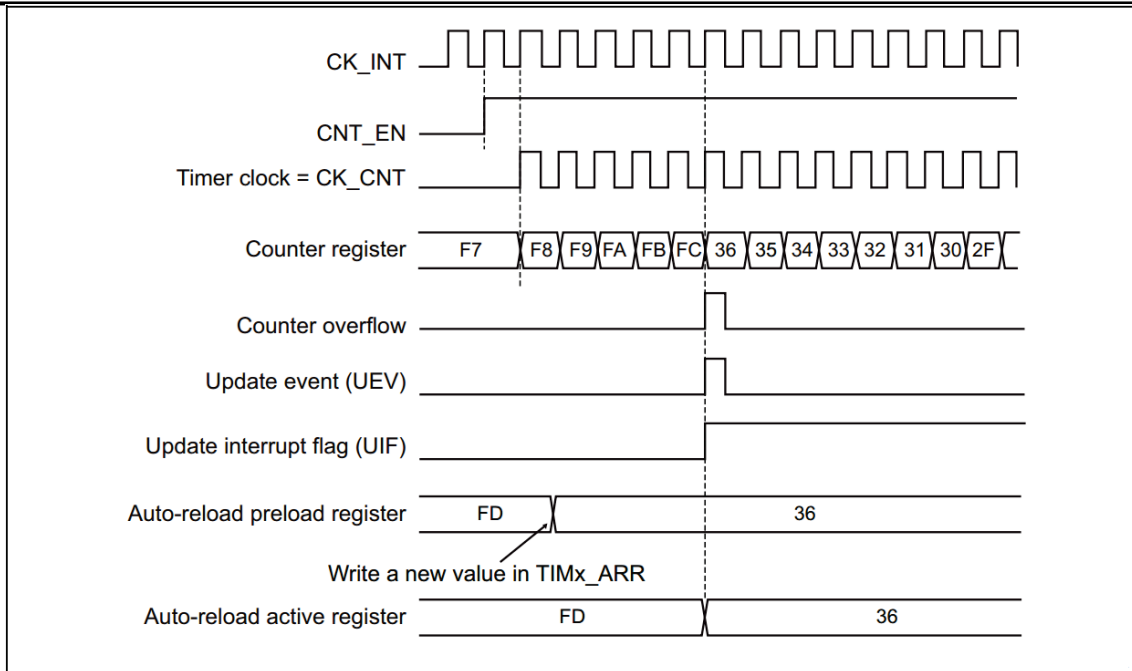 CK_INT
CNT_EN
Timer clock = CK_CNT
Counter register F7 F8 F9 FA FB FC 36 35 34 33 32 31 30 2F
Counter overflow
Update event (UEV)
Update interrupt flag (UIF)
Auto-reload preload register FD 36
Write a new value in TIMx_ARR
Auto-reload active register FD 36